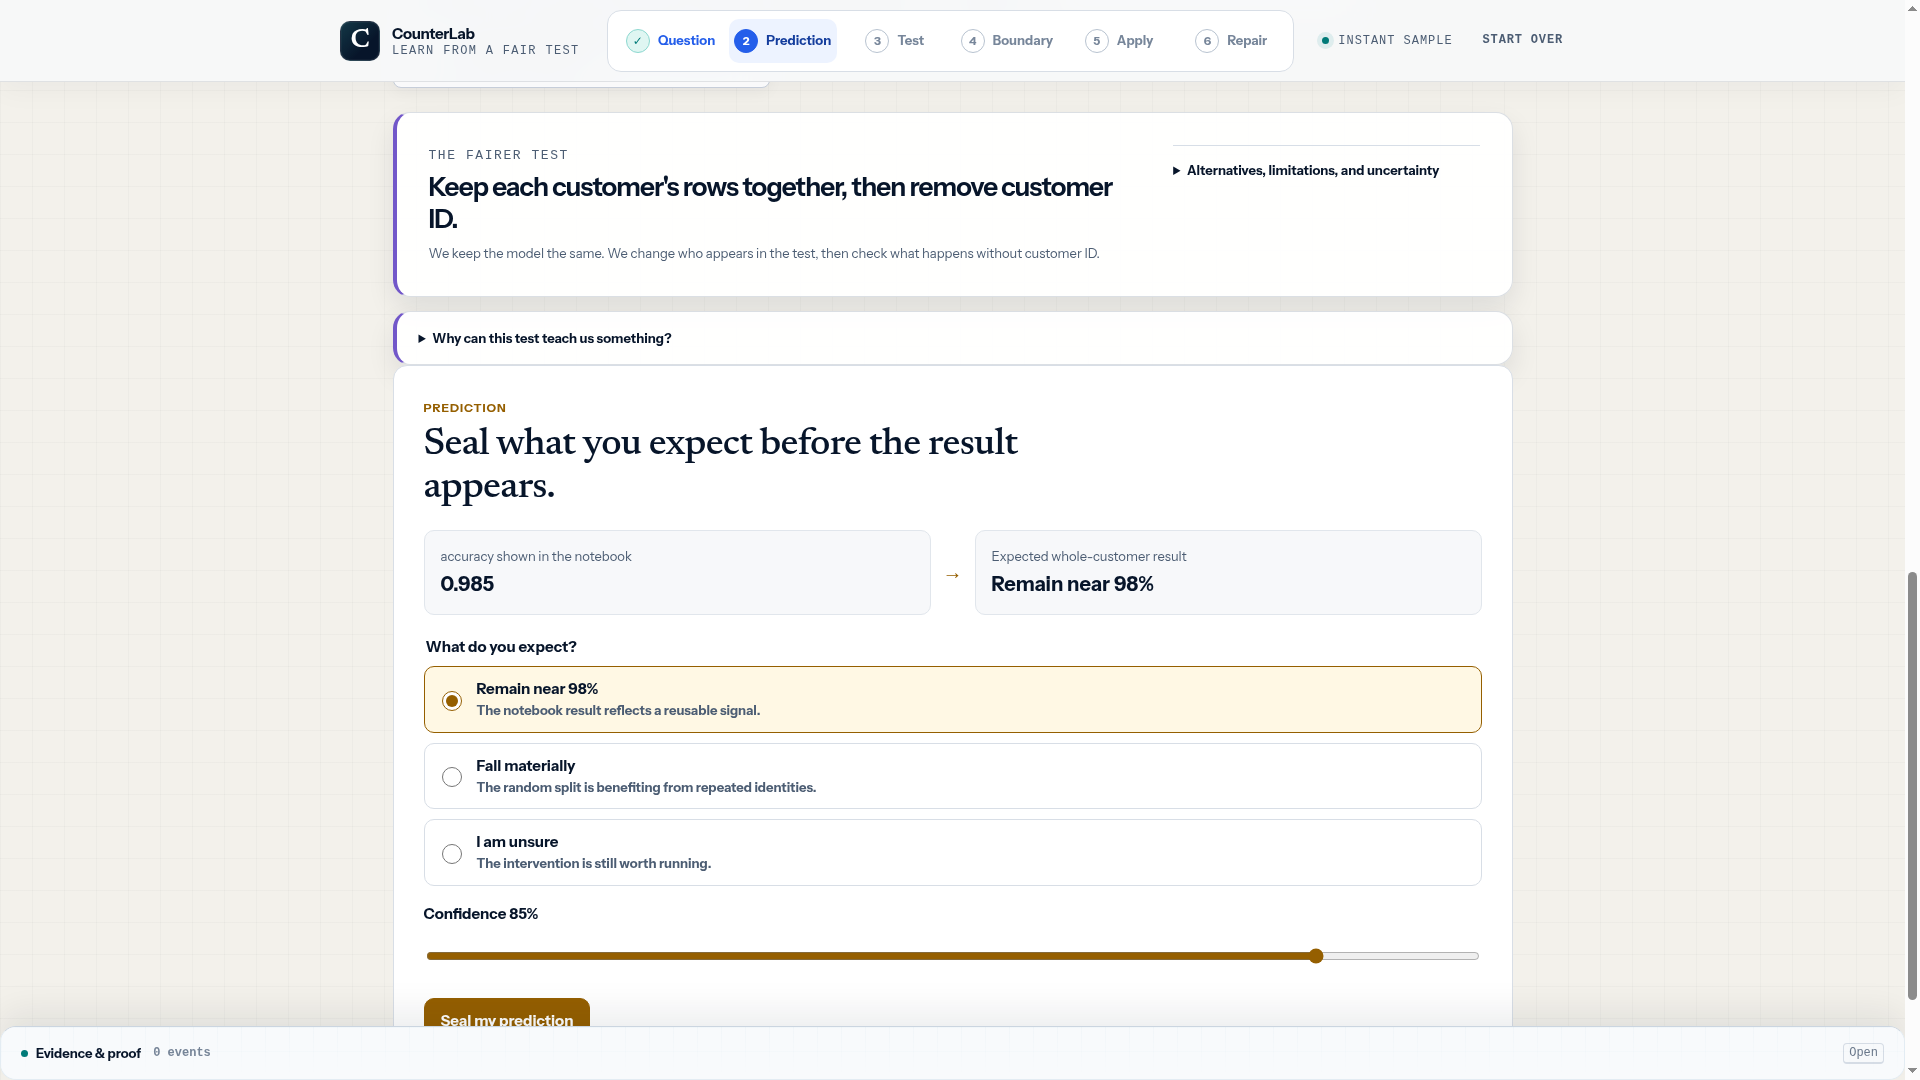 C
CounterLab
LEARN FROM A FAIR TEST
✓ Question
2 Prediction
3 Test
4 Boundary
5 Apply
6 Repair
INSTANT SAMPLE
START OVER
THE FAIRER TEST
Keep each customer's rows together, then remove customer
ID.
We keep the model the same. We change who appears in the test, then check what happens without customer ID.
▶ Alternatives, limitations, and uncertainty
▶ Why can this test teach us something?
PREDICTION
Seal what you expect before the result
appears.
accuracy shown in the notebook
0.985
→
Expected whole-customer result
Remain near 98%
What do you expect?
Remain near 98%
The notebook result reflects a reusable signal.
Fall materially
The random split is benefiting from repeated identities.
I am unsure
The intervention is still worth running.
Confidence 85%
Seal my prediction
Evidence & proof 0 events
Open